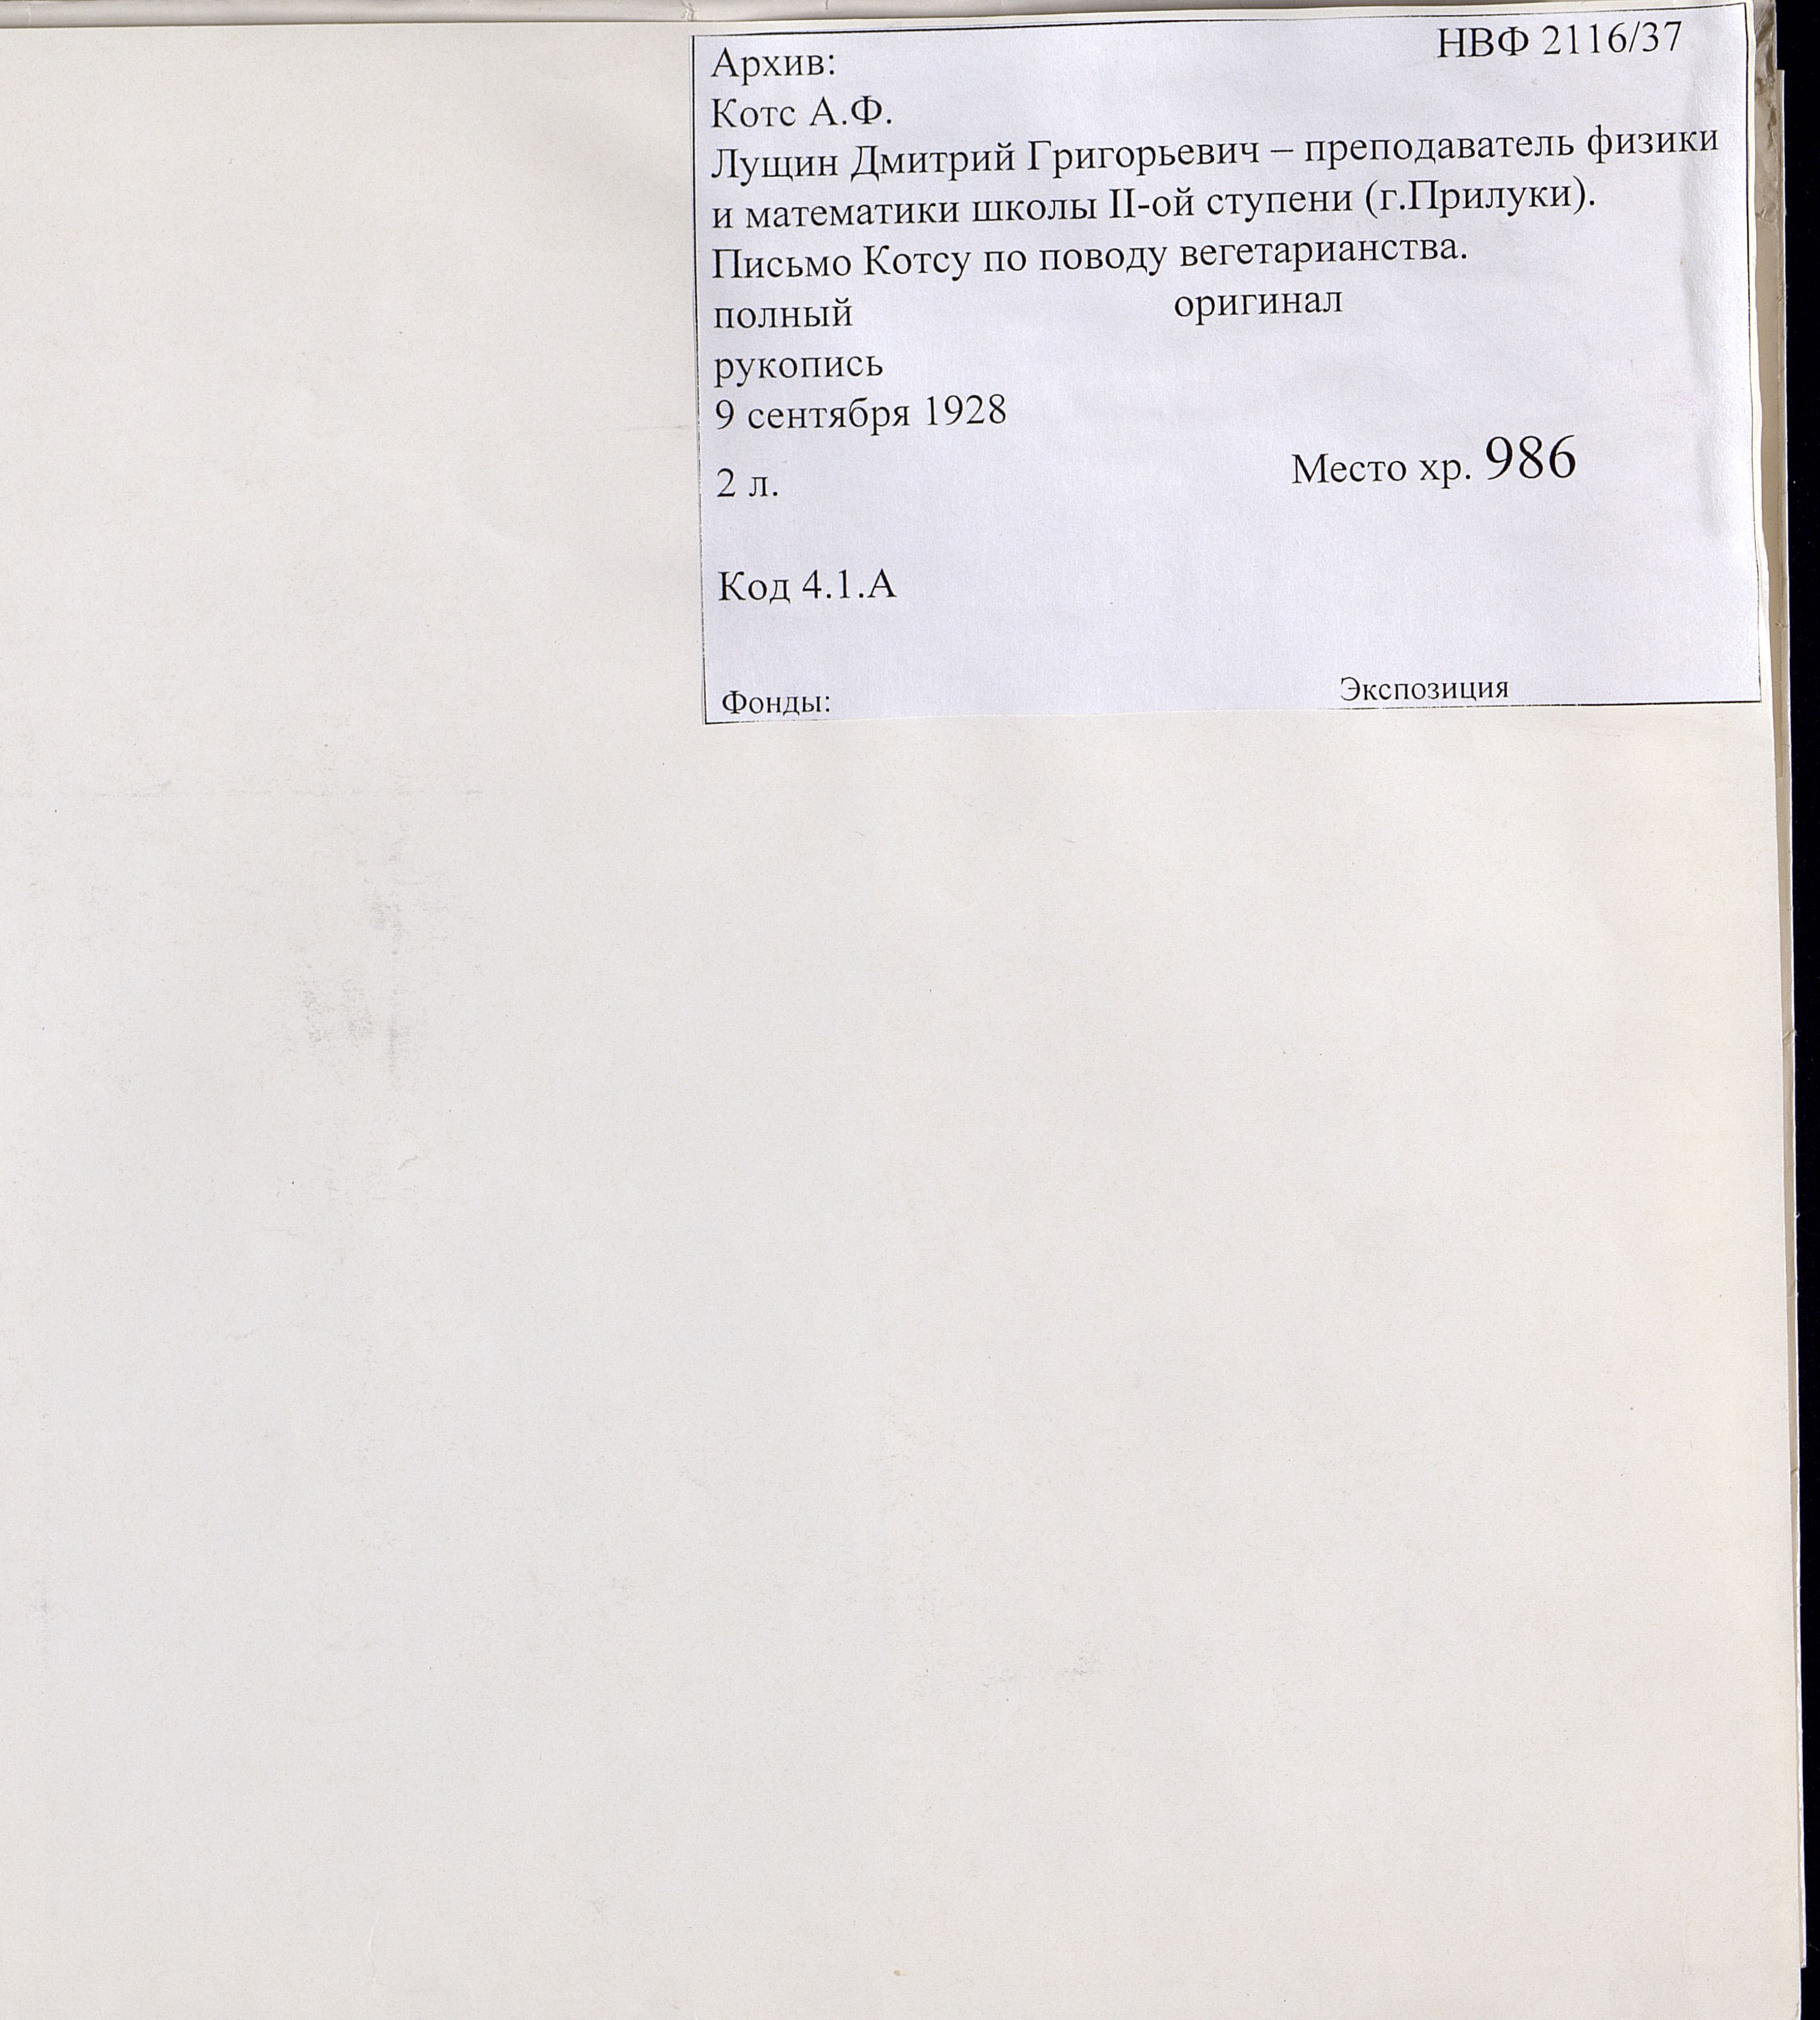 Архив: НВФ 2116/37
Котс А.Ф.
Лущин Дмитрий Григорьевич – преподаватель физики
и математики школы II-ой ступени (г.Прилуки).
Письмо Котсу по поводу вегетарианства.
полный оригинал
рукопись
9 сентября 1928
2 л. Место хр. 986
Код 4.1.А
Фонды: Экспозиция